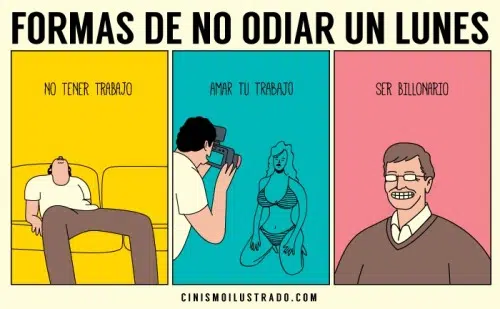 FORMAS DE NO ODIAR UN LUNES
NO TENER TRABAJO
AMAR TU TRABAJO
SER BILLONARIO
CINISMOILUSTRADO.COM